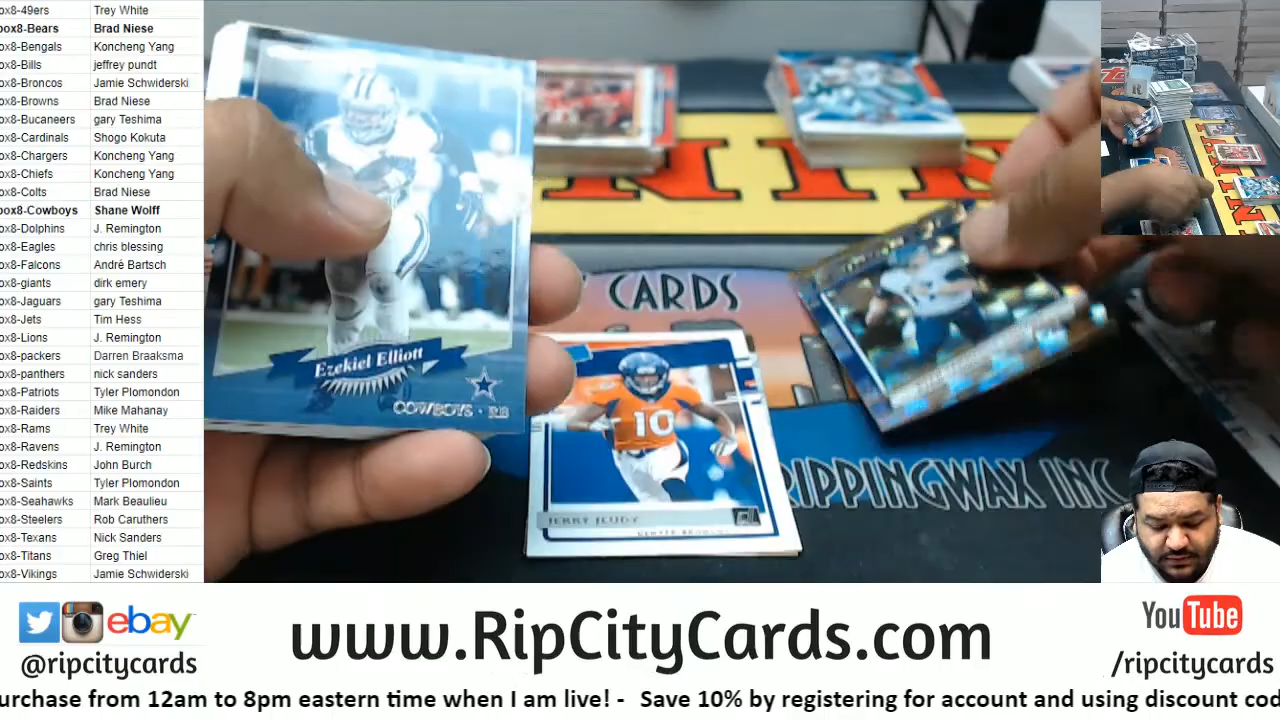 ox8-49ers Trey White
oox8-Bears Brad Niese
ox8-Bengals Koncheng Yang
ox8-Bills jeffrey pundt
ox8-Broncos Jamie Schwiderski
ox8-Browns Brad Niese
ox8-Bucaneers gary Teshima
ox8-Cardinals Shogo Kokuta
ox8-Chargers Koncheng Yang
ox8-Chiefs Koncheng Yang
ox8-Colts Brad Niese
oox8-Cowboys Shane Wolff
ox8-Dolphins J. Remington
ox8-Eagles chris blessing
ox8-Falcons André Bartsch
ox8-giants dirk emery
ox8-Jaguars gary Teshima
ox8-Jets Tim Hess
ox8-Lions J. Remington
ox8-packers Darren Braaksma
ox8-panthers nick sanders
ox8-Patriots Tyler Plomondon
ox8-Raiders Mike Mahanay
ox8-Rams Trey White
ox8-Ravens J. Remington
ox8-Redskins John Burch
ox8-Saints Tyler Plomondon
ox8-Seahawks Mark Beaulieu
ox8-Steelers Rob Caruthers
ox8-Texans Nick Sanders
ox8-Titans Greg Thiel
ox8-Vikings Jamie Schwiderski
Ezekiel Elliott
COWBOYS · RB
CARDS
10
JERRY JEUDY
DENVER BRONCOS
RIPPINGWAX INC
ebay
@ripcitycards
www.RipCityCards.com
YouTube
/ripcitycards
urchase from 12am to 8pm eastern time when I am live! - Save 10% by registering for account and using discount cod